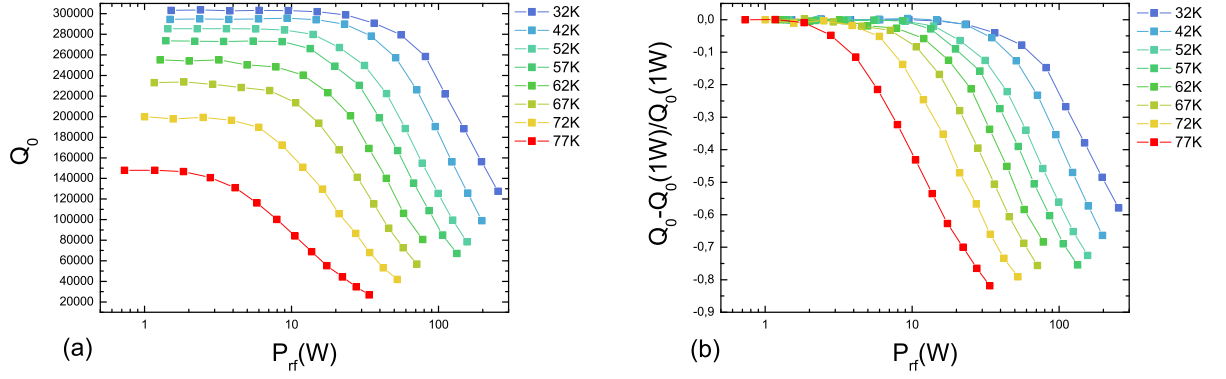 300000
280000
260000
240000
220000
200000
180000
160000
140000
120000
100000
80000
60000
40000
20000
Q0
1
10
100
Prf(W)
(a)
32K
42K
52K
57K
62K
67K
72K
77K
0,0
-0,1
-0,2
-0,3
-0,4
-0,5
-0,6
-0,7
-0,8
-0,9
Q0-Q0(1W)/Q0(1W)
1
10
100
Prf(W)
(b)
32K
42K
52K
57K
62K
67K
72K
77K